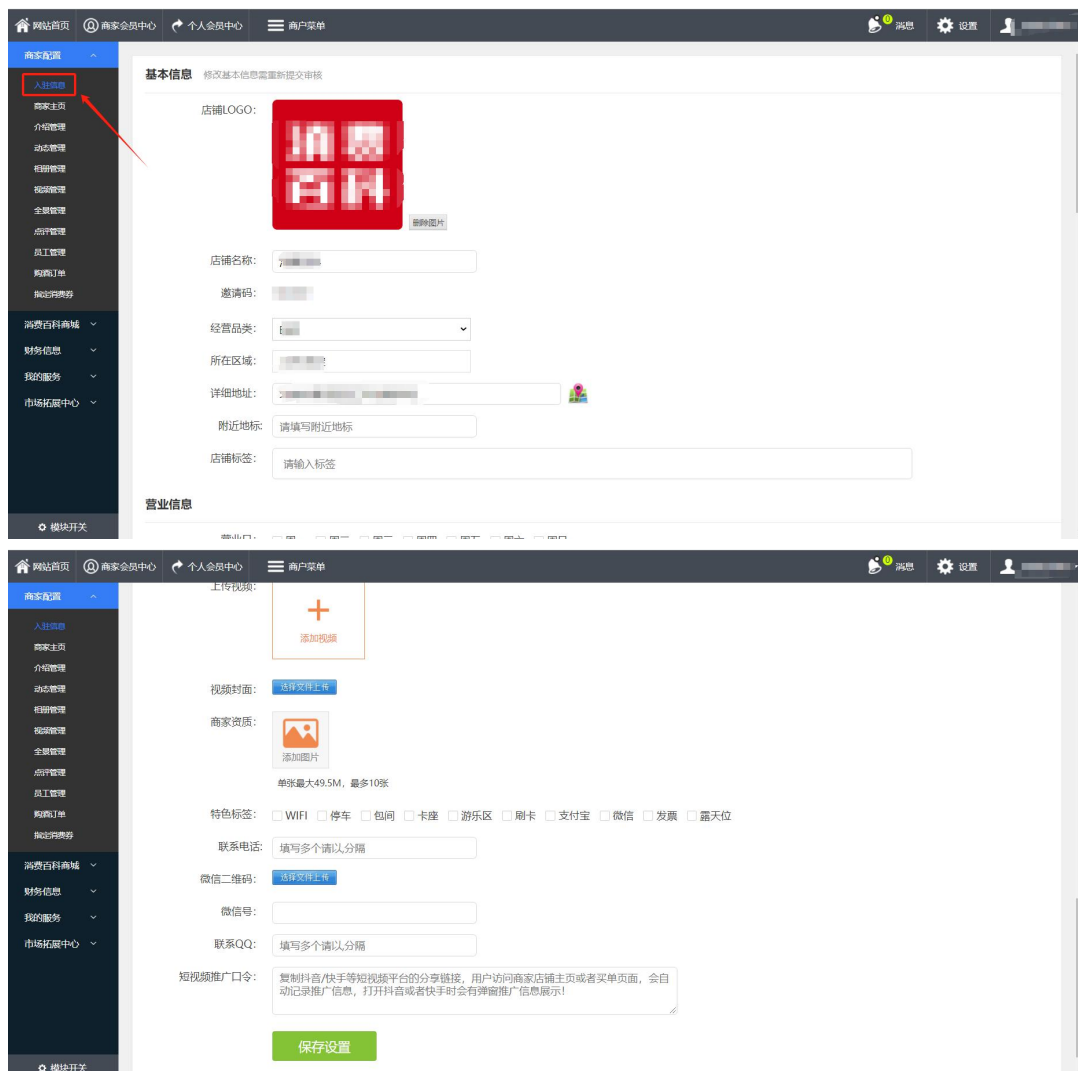 网站首页 商家会员中心 个人会员中心 商户菜单 0 消息 设置
商家配置
入驻信息
商家主页
介绍管理
动态管理
相册管理
视频管理
全景管理
点评管理
员工管理
购商订单
指定消费券
消费百科商城
财务信息
我的服务
市场拓展中心
模块开关
基本信息 修改基本信息需重新提交审核
店铺LOGO：
删除图片
店铺名称：
邀请码：
经营品类：
所在区域：
详细地址：
附近地标: 请填写附近地标
店铺标签： 请输入标签
营业信息
网站首页 商家会员中心 个人会员中心 商户菜单 0 消息 设置
商家配置
入驻信息
商家主页
介绍管理
动态管理
相册管理
视频管理
全景管理
点评管理
员工管理
购商订单
指定消费券
消费百科商城
财务信息
我的服务
市场拓展中心
模块开关
上传视频：
添加视频
视频封面： 选择文件上传
商家资质：
添加图片
单张最大49.5M，最多10张
特色标签： WIFI 停车 包间 卡座 游乐区 刷卡 支付宝 微信 发票 露天位
联系电话: 填写多个请以,分隔
微信二维码： 选择文件上传
微信号：
联系QQ： 填写多个请以,分隔
短视频推广口令： 复制抖音/快手等短视频平台的分享链接，用户访问商家店铺主页或者买单页面，会自
动记录推广信息，打开抖音或者快手时会有弹窗推广信息展示！
保存设置